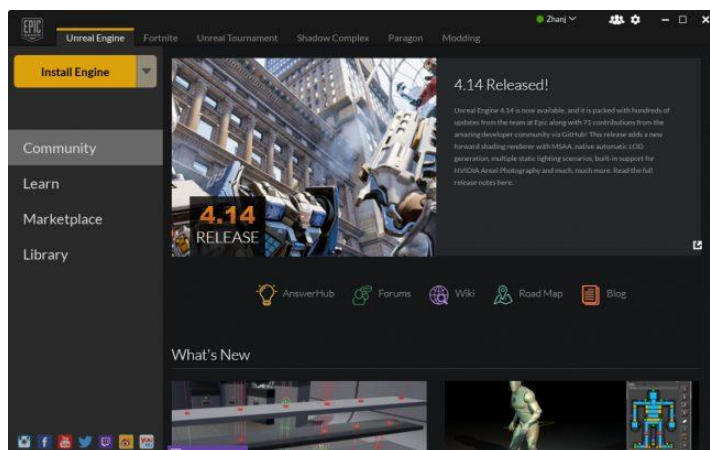 EPIC
Zhanj
Unreal Engine
Fortnite
Unreal Tournament
Shadow Complex
Paragon
Modding
Install Engine
Community
Learn
Marketplace
Library
4.14
RELEASE
4.14 Released!
Unreal Engine 4.14 is now available, and it is packed with hundreds of
updates from the team at Epic along with 71 contributions from the
amazing developer community via GitHub! This release adds a new
forward shading renderer with MSAA, native automatic LOD
generation, multiple static lighting scenarios, built-in support for
NVIDIA Ansel Photography and much, much more. Read the full
release notes here.
AnswerHub
Forums
Wiki
Road Map
Blog
What's New